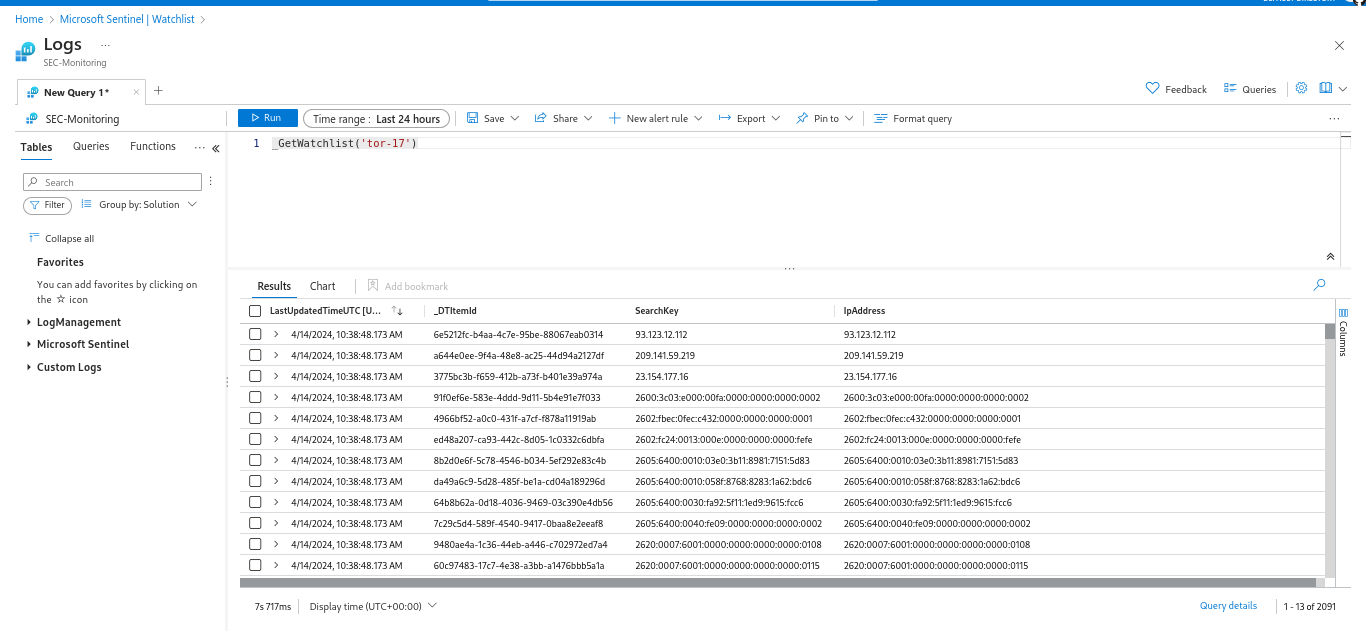 Home > Microsoft Sentinel | Watchlist >
Logs ...
SEC-Monitoring
New Query 1* × +
Feedback Queries
SEC-Monitoring
Run Time range : Last 24 hours Save Share New alert rule Export Pin to Format query ...
Tables Queries Functions ... «
1 _GetWatchlist('tor-17')
Search
Filter Group by: Solution
Collapse all
Favorites
You can add favorites by clicking on
the ☆ icon
LogManagement
Microsoft Sentinel
Custom Logs
Results Chart Add bookmark
LastUpdatedTimeUTC [U... ↑↓ _DTItemId SearchKey IpAddress
4/14/2024, 10:38:48.173 AM 6e5212fc-b4aa-4c7e-95be-88067eab0314 93.123.12.112 93.123.12.112
4/14/2024, 10:38:48.173 AM a644e0ee-9f4a-48e8-ac25-44d94a2127df 209.141.59.219 209.141.59.219
4/14/2024, 10:38:48.173 AM 3775bc3b-f659-412b-a73f-b401e39a974a 23.154.177.16 23.154.177.16
4/14/2024, 10:38:48.173 AM 91f0ef6e-583e-4ddd-9d11-5b4e91e7f033 2600:3c03:e000:00fa:0000:0000:0000:0002 2600:3c03:e000:00fa:0000:0000:0000:0002
4/14/2024, 10:38:48.173 AM 4966bf52-a0c0-431f-a7cf-f878a11919ab 2602:fbec:0fec:c432:0000:0000:0000:0001 2602:fbec:0fec:c432:0000:0000:0000:0001
4/14/2024, 10:38:48.173 AM ed48a207-ca93-442c-8d05-1c0332c6dbfa 2602:fc24:0013:000e:0000:0000:0000:fefe 2602:fc24:0013:000e:0000:0000:0000:fefe
4/14/2024, 10:38:48.173 AM 8b2d0e6f-5c78-4546-b034-5ef292e83c4b 2605:6400:0010:03e0:3b11:8981:7151:5d83 2605:6400:0010:03e0:3b11:8981:7151:5d83
4/14/2024, 10:38:48.173 AM da49a6c9-5d28-485f-be1a-cd04a189296d 2605:6400:0010:058f:8768:8283:1a62:bdc6 2605:6400:0010:058f:8768:8283:1a62:bdc6
4/14/2024, 10:38:48.173 AM 64b8b62a-0d18-4036-9469-03c390e4db56 2605:6400:0030:fa92:5f11:1ed9:9615:fcc6 2605:6400:0030:fa92:5f11:1ed9:9615:fcc6
4/14/2024, 10:38:48.173 AM 7c29c5d4-589f-4540-9417-0baa8e2eeaf8 2605:6400:0040:fe09:0000:0000:0000:0002 2605:6400:0040:fe09:0000:0000:0000:0002
4/14/2024, 10:38:48.173 AM 9480ae4a-1c36-44eb-a446-c702972ed7a4 2620:0007:6001:0000:0000:0000:0000:0108 2620:0007:6001:0000:0000:0000:0000:0108
4/14/2024, 10:38:48.173 AM 60c97483-17c7-4e38-a3bb-a1476bbb5a1a 2620:0007:6001:0000:0000:0000:0000:0115 2620:0007:6001:0000:0000:0000:0000:0115
Columns
7s 717ms Display time (UTC+00:00) Query details 1 - 13 of 2091